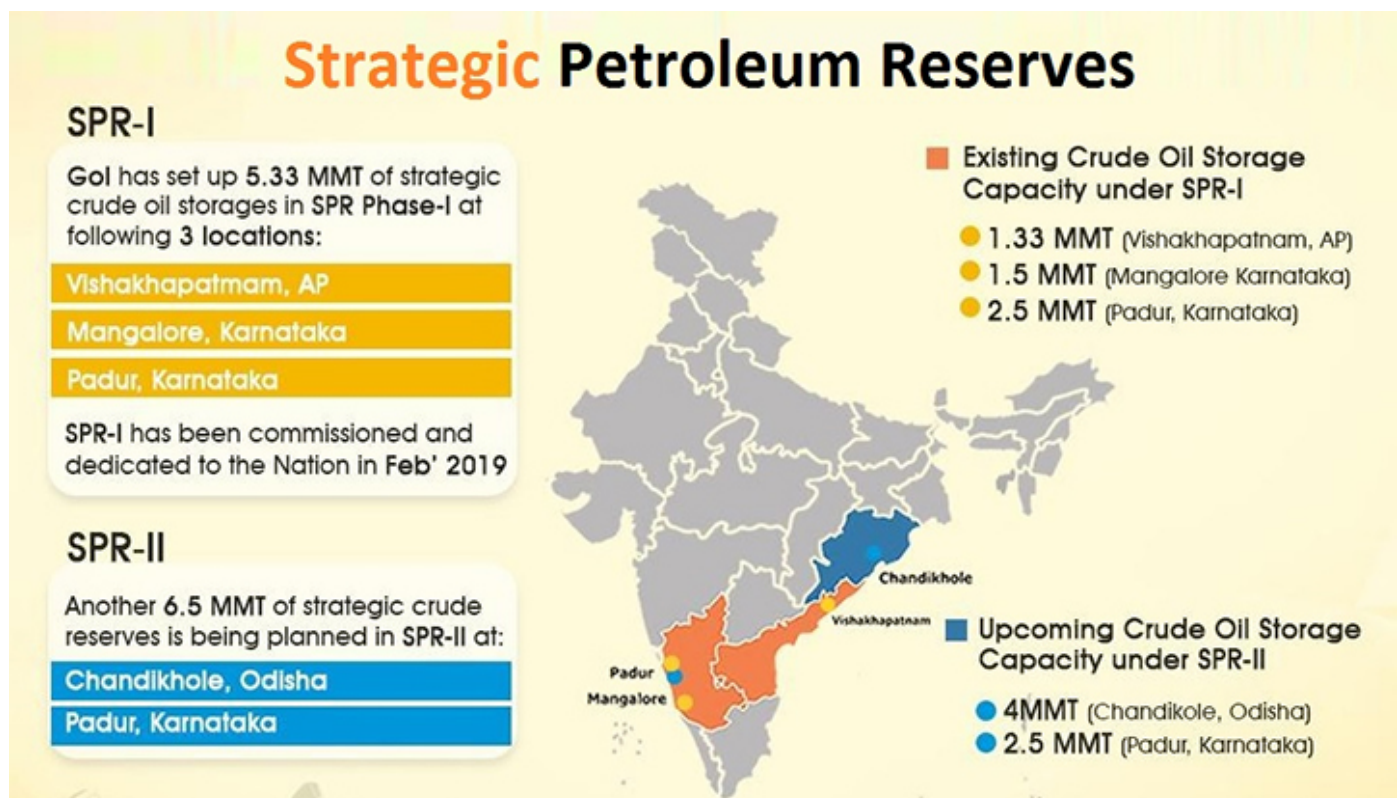 Strategic Petroleum Reserves
SPR-I
GoI has set up 5.33 MMT of strategic
crude oil storages in SPR Phase-I at
following 3 locations:
Vishakhapatmam, AP
Mangalore, Karnataka
Padur, Karnataka
SPR-I has been commissioned and
dedicated to the Nation in Feb' 2019
SPR-II
Another 6.5 MMT of strategic crude
reserves is being planned in SPR-II at:
Chandikhole, Odisha
Padur, Karnataka
Existing Crude Oil Storage
Capacity under SPR-I
1.33 MMT (Vishakhapatnam, AP)
1.5 MMT (Mangalore Karnataka)
2.5 MMT (Padur, Karnataka)
Chandikhole
Vishakhapatnam
Padur
Mangalore
Upcoming Crude Oil Storage
Capacity under SPR-II
4MMT (Chandikole, Odisha)
2.5 MMT (Padur, Karnataka)